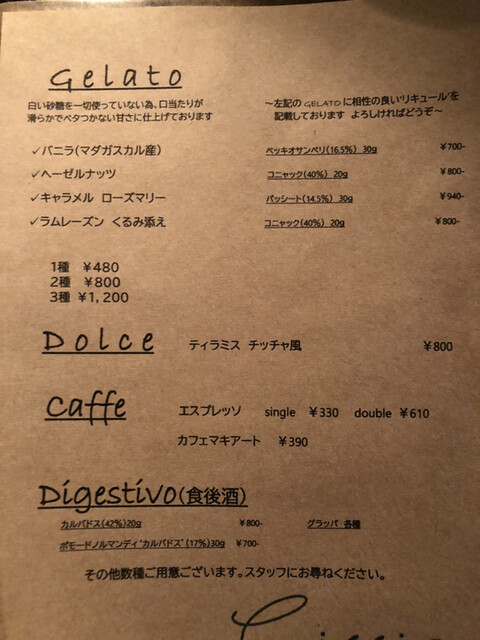 Gelato
白い砂糖を一切使っていない為、口当たりが
滑らかでベタつかない甘さに仕上げております
～左記の GELATO に相性の良い'リキュール'を
記載しております よろしければどうぞ～
✓バニラ(マダガスカル産) ペッキオサンペリ(16.5%) 30g ￥700-
✓ヘーゼルナッツ コニャック(40%) 20g ￥800-
✓キャラメル ローズマリー パッシート(14.5%) 30g ￥940-
✓ラムレーズン くるみ添え コニャック(40%) 20g ￥800-
1種 ￥480
2種 ￥800
3種 ￥1,200
Dolce ティラミス チッチャ風 ￥800
Caffe エスプレッソ single ￥330 double ￥610
カフェマキアート ￥390
Digestivo(食後酒)
カルバドス(42%)20g ￥800- グラッパ 各種
ポモードノルマンディ'カルバドス'(17%)30g ￥700-
その他数種ご用意ございます。スタッフにお尋ねください。